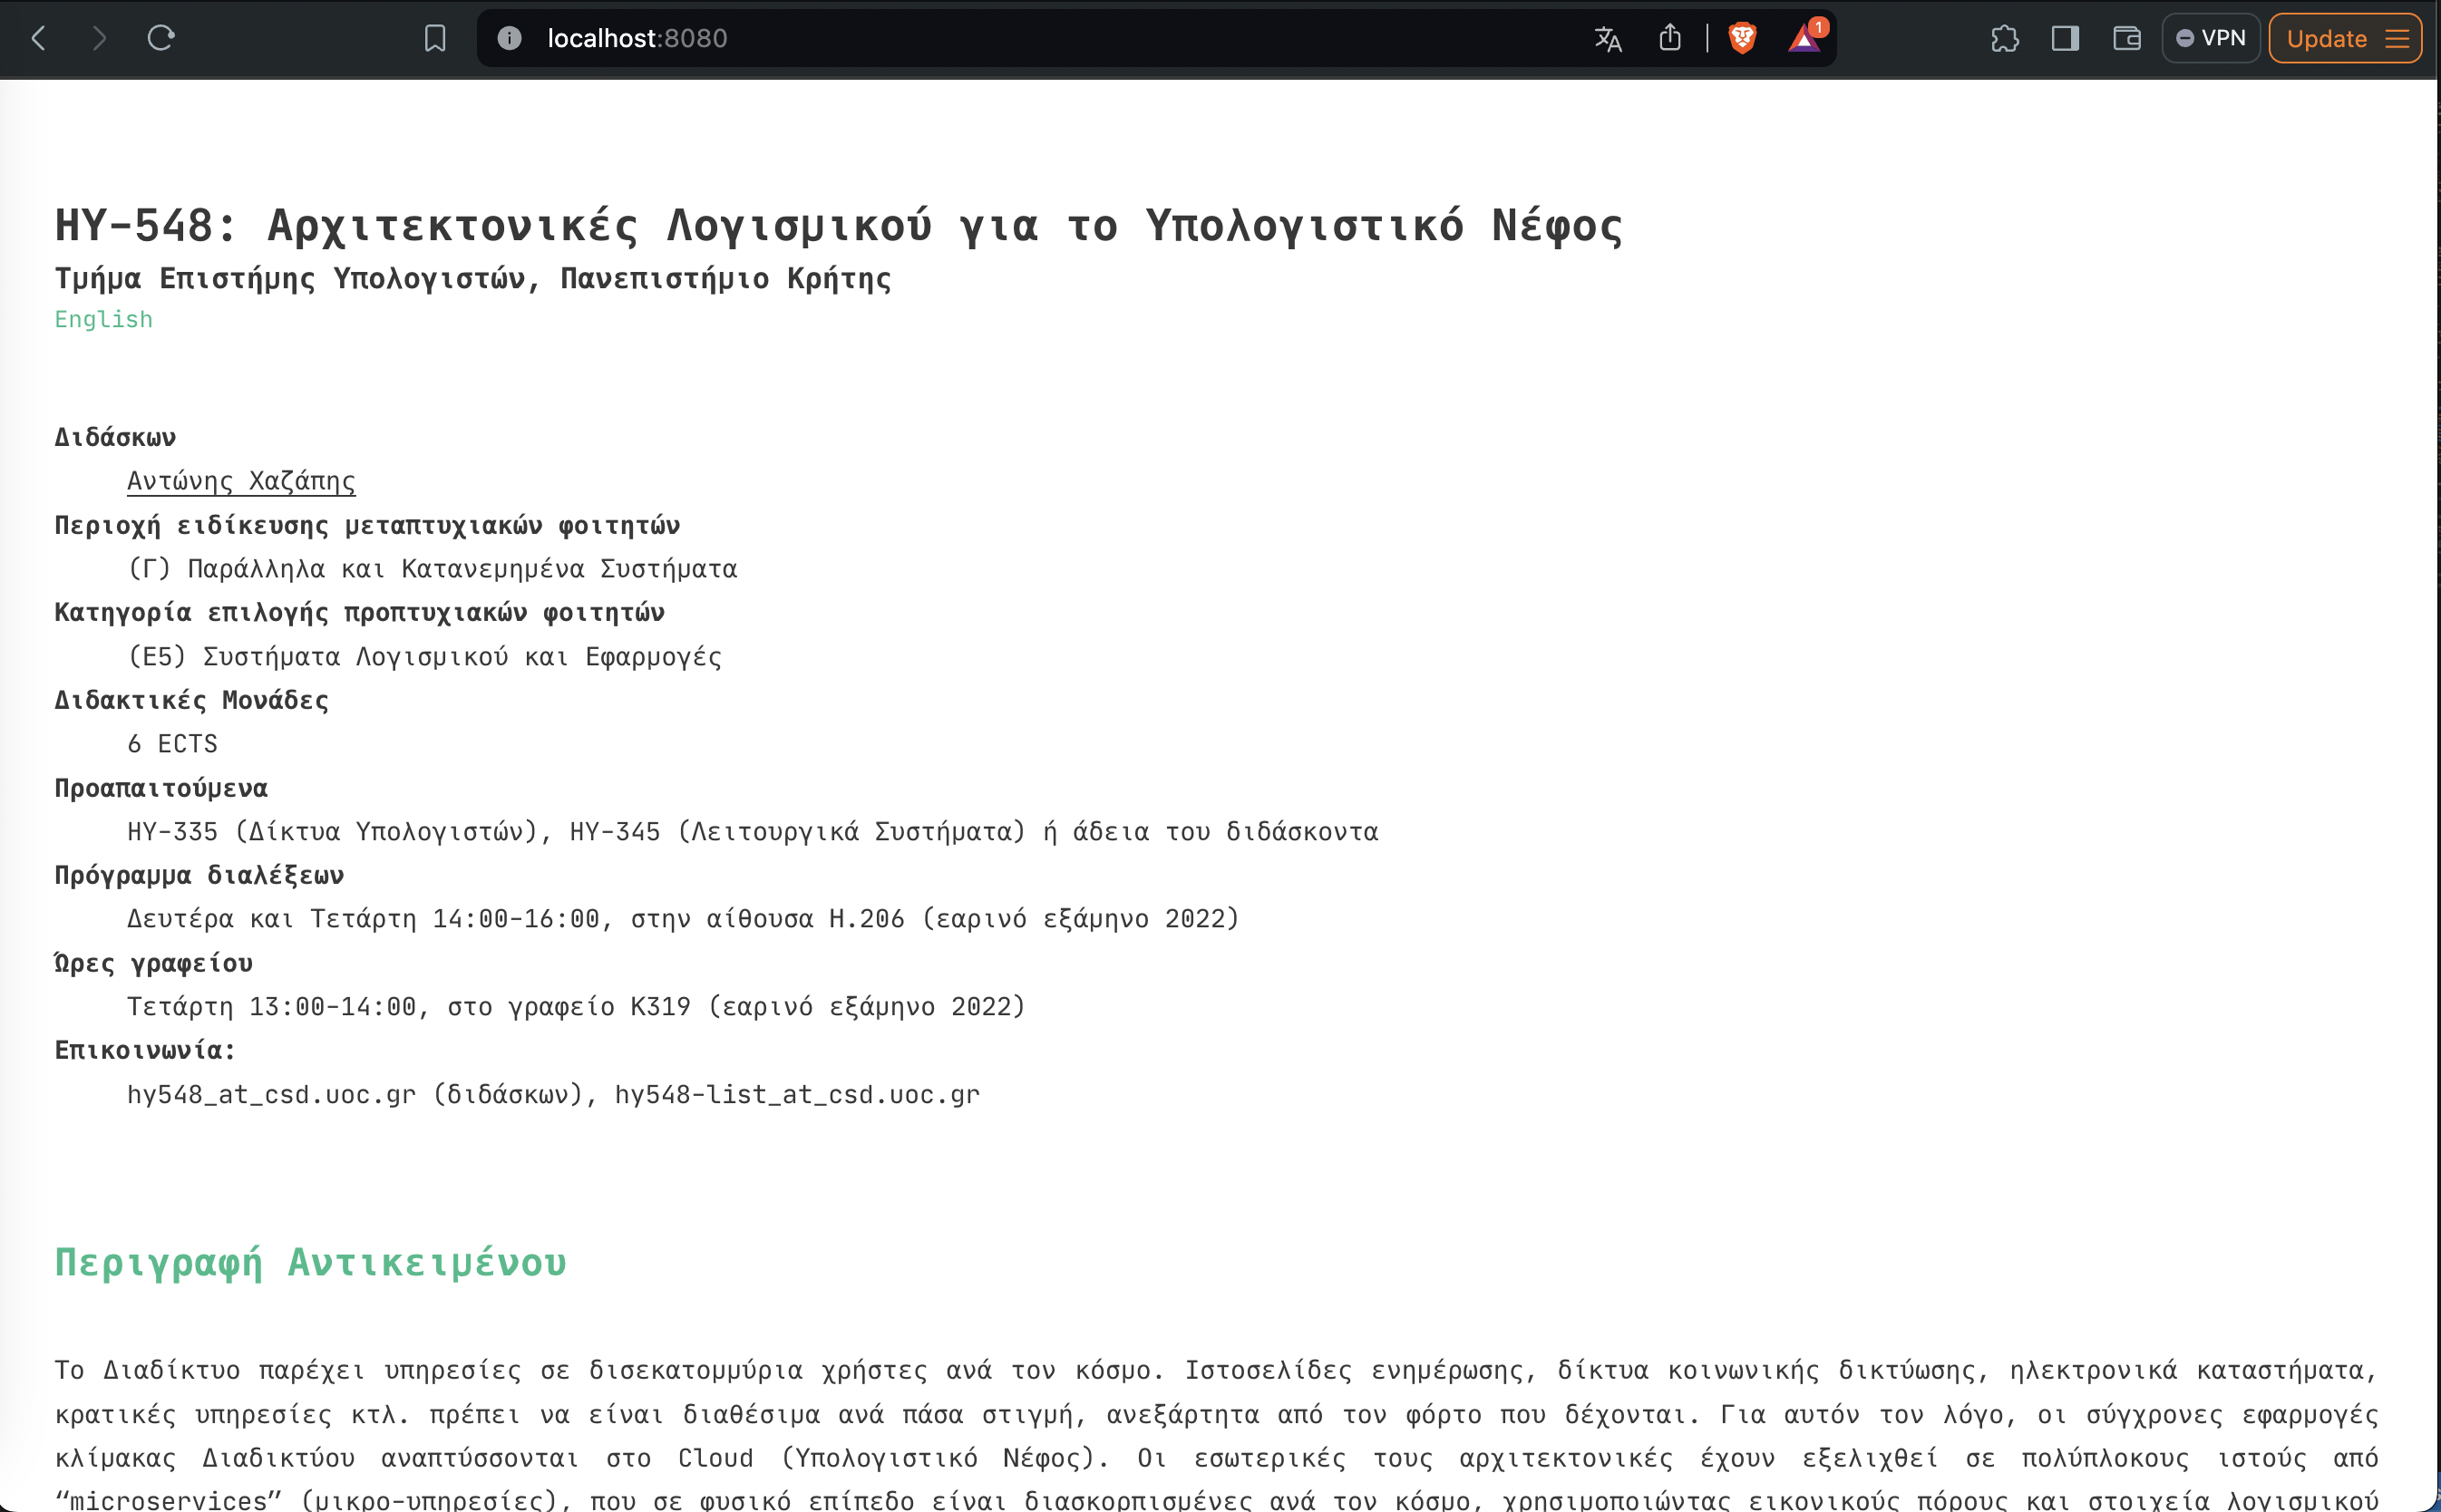 localhost:8080
1
VPN
Update
HY-548: Αρχιτεκτονικές Λογισμικού για το Υπολογιστικό Νέφος
Τμήμα Επιστήμης Υπολογιστών, Πανεπιστήμιο Κρήτης
English
Διδάσκων
Αντώνης Χαζάπης
Περιοχή ειδίκευσης μεταπτυχιακών φοιτητών
(Γ) Παράλληλα και Κατανεμημένα Συστήματα
Κατηγορία επιλογής προπτυχιακών φοιτητών
(Ε5) Συστήματα Λογισμικού και Εφαρμογές
Διδακτικές Μονάδες
6 ECTS
Προαπαιτούμενα
HY-335 (Δίκτυα Υπολογιστών), HY-345 (Λειτουργικά Συστήματα) ή άδεια του διδάσκοντα
Πρόγραμμα διαλέξεων
Δευτέρα και Τετάρτη 14:00-16:00, στην αίθουσα Η.206 (εαρινό εξάμηνο 2022)
Ώρες γραφείου
Τετάρτη 13:00-14:00, στο γραφείο Κ319 (εαρινό εξάμηνο 2022)
Επικοινωνία:
hy548_at_csd.uoc.gr (διδάσκων), hy548-list_at_csd.uoc.gr
Περιγραφή Αντικειμένου
Το Διαδίκτυο παρέχει υπηρεσίες σε δισεκατομμύρια χρήστες ανά τον κόσμο. Ιστοσελίδες ενημέρωσης, δίκτυα κοινωνικής δικτύωσης, ηλεκτρονικά καταστήματα,
κρατικές υπηρεσίες κτλ. πρέπει να είναι διαθέσιμα ανά πάσα στιγμή, ανεξάρτητα από τον φόρτο που δέχονται. Για αυτόν τον λόγο, οι σύγχρονες εφαρμογές
κλίμακας Διαδικτύου αναπτύσσονται στο Cloud (Υπολογιστικό Νέφος). Οι εσωτερικές τους αρχιτεκτονικές έχουν εξελιχθεί σε πολύπλοκους ιστούς από
“microservices” (μικρο-υπηρεσίες), που σε φυσικό επίπεδο είναι διασκορπισμένες ανά τον κόσμο, χρησιμοποιώντας εικονικούς πόρους και στοιχεία λογισμικού